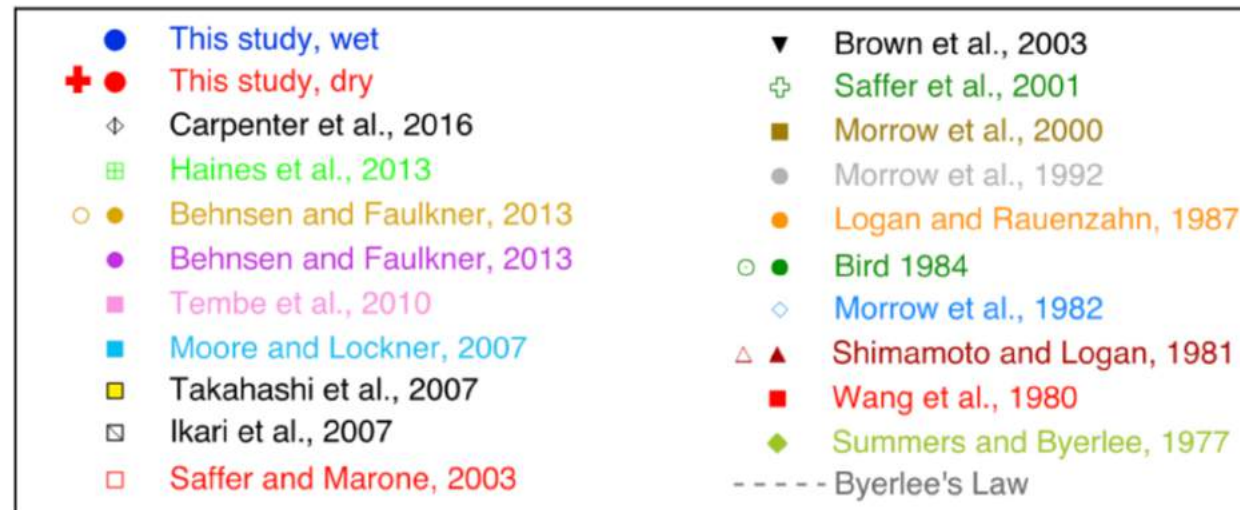 This study, wet
This study, dry
Carpenter et al., 2016
Haines et al., 2013
Behnsen and Faulkner, 2013
Behnsen and Faulkner, 2013
Tembe et al., 2010
Moore and Lockner, 2007
Takahashi et al., 2007
Ikari et al., 2007
Saffer and Marone, 2003
Brown et al., 2003
Saffer et al., 2001
Morrow et al., 2000
Morrow et al., 1992
Logan and Rauenzahn, 1987
Bird 1984
Morrow et al., 1982
Shimamoto and Logan, 1981
Wang et al., 1980
Summers and Byerlee, 1977
Byerlee's Law